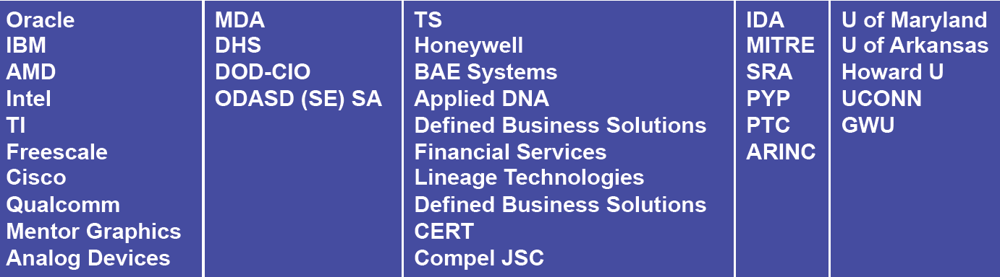 Oracle
IBM
AMD
Intel
TI
Freescale
Cisco
Qualcomm
Mentor Graphics
Analog Devices
MDA
DHS
DOD-CIO
ODASD (SE) SA
TS
Honeywell
BAE Systems
Applied DNA
Defined Business Solutions
Financial Services
Lineage Technologies
Defined Business Solutions
CERT
Compel JSC
IDA
MITRE
SRA
PYP
PTC
ARINC
U of Maryland
U of Arkansas
Howard U
UCONN
GWU